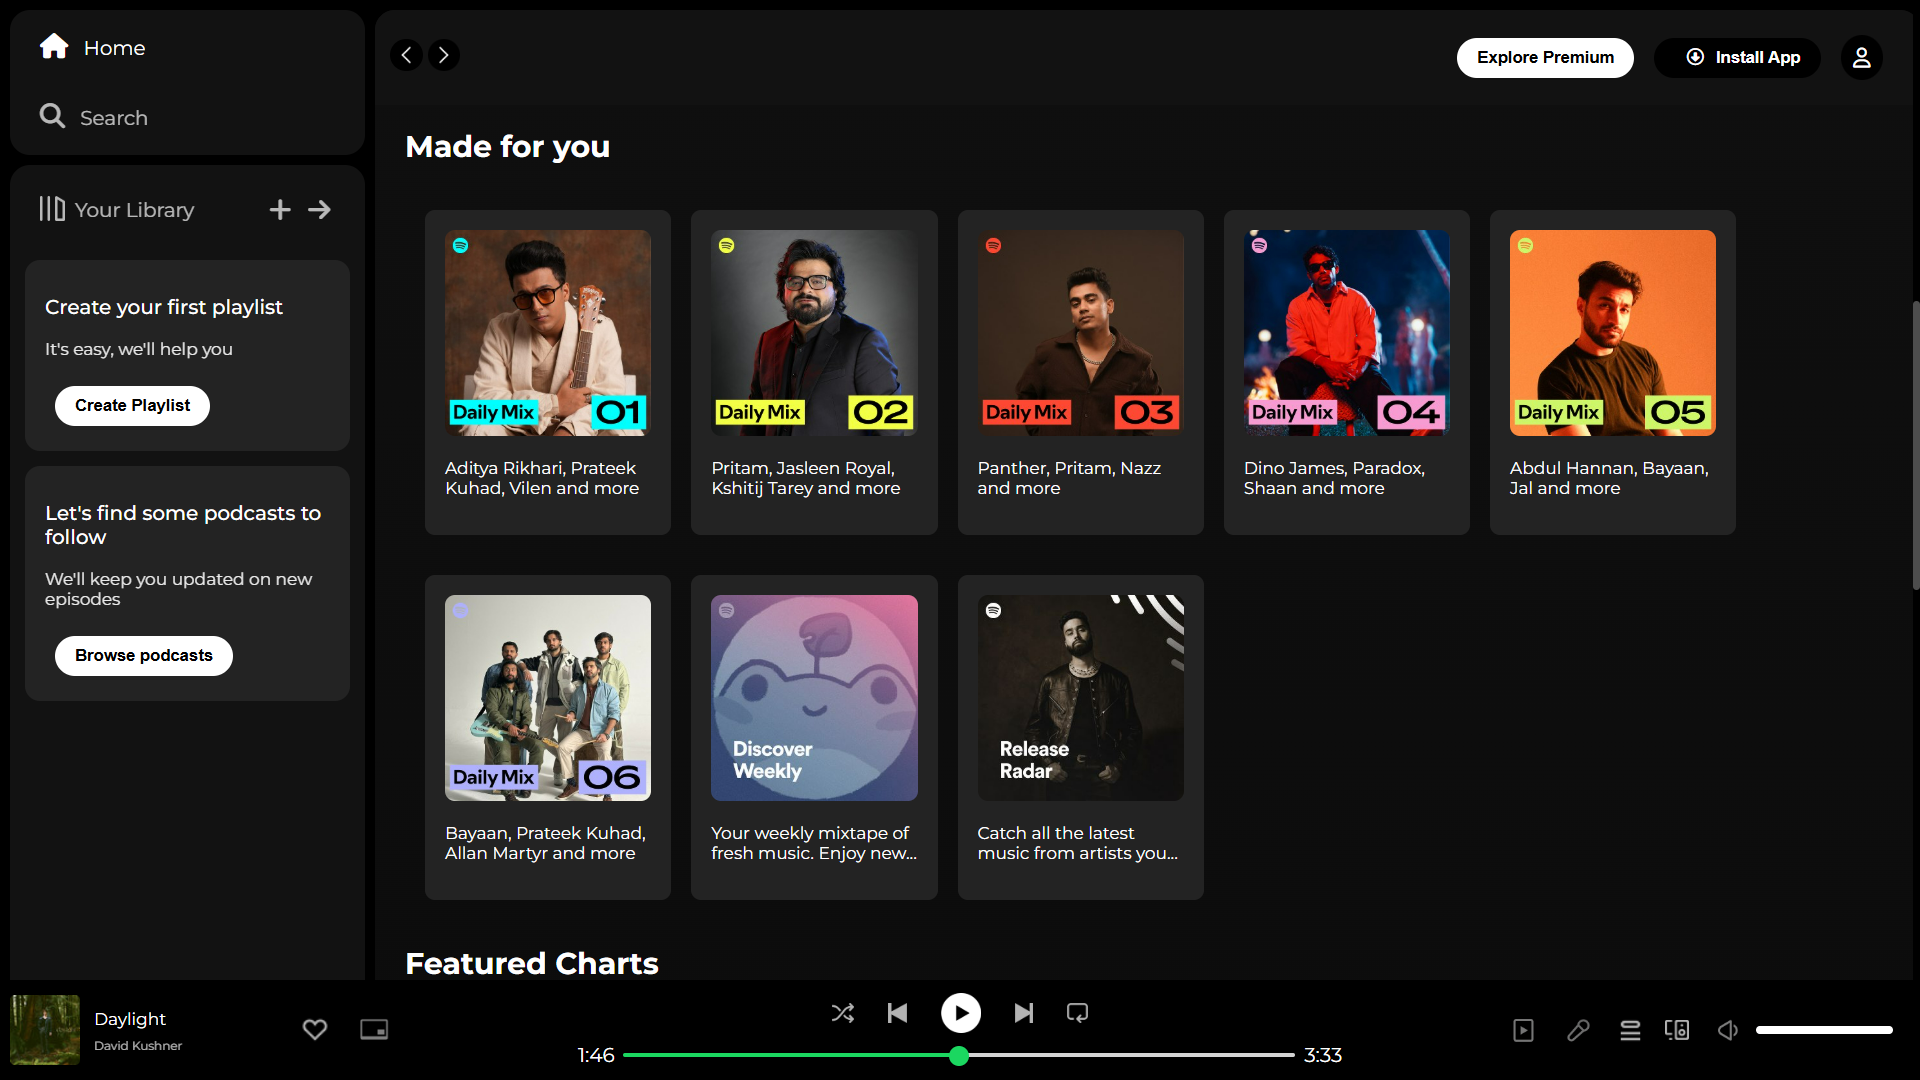 Home
Search
Your Library
Create your first playlist
It's easy, we'll help you
Create Playlist
Let's find some podcasts to
follow
We'll keep you updated on new
episodes
Browse podcasts
Explore Premium
Install App
Made for you
Daily Mix 01
Aditya Rikhari, Prateek
Kuhad, Vilen and more
Daily Mix 02
Pritam, Jasleen Royal,
Kshitij Tarey and more
Daily Mix 03
Panther, Pritam, Nazz
and more
Daily Mix 04
Dino James, Paradox,
Shaan and more
Daily Mix 05
Abdul Hannan, Bayaan,
Jal and more
Daily Mix 06
Bayaan, Prateek Kuhad,
Allan Martyr and more
Discover
Weekly
Your weekly mixtape of
fresh music. Enjoy new...
Release
Radar
Catch all the latest
music from artists you...
Featured Charts
Daylight
David Kushner
1:46
3:33